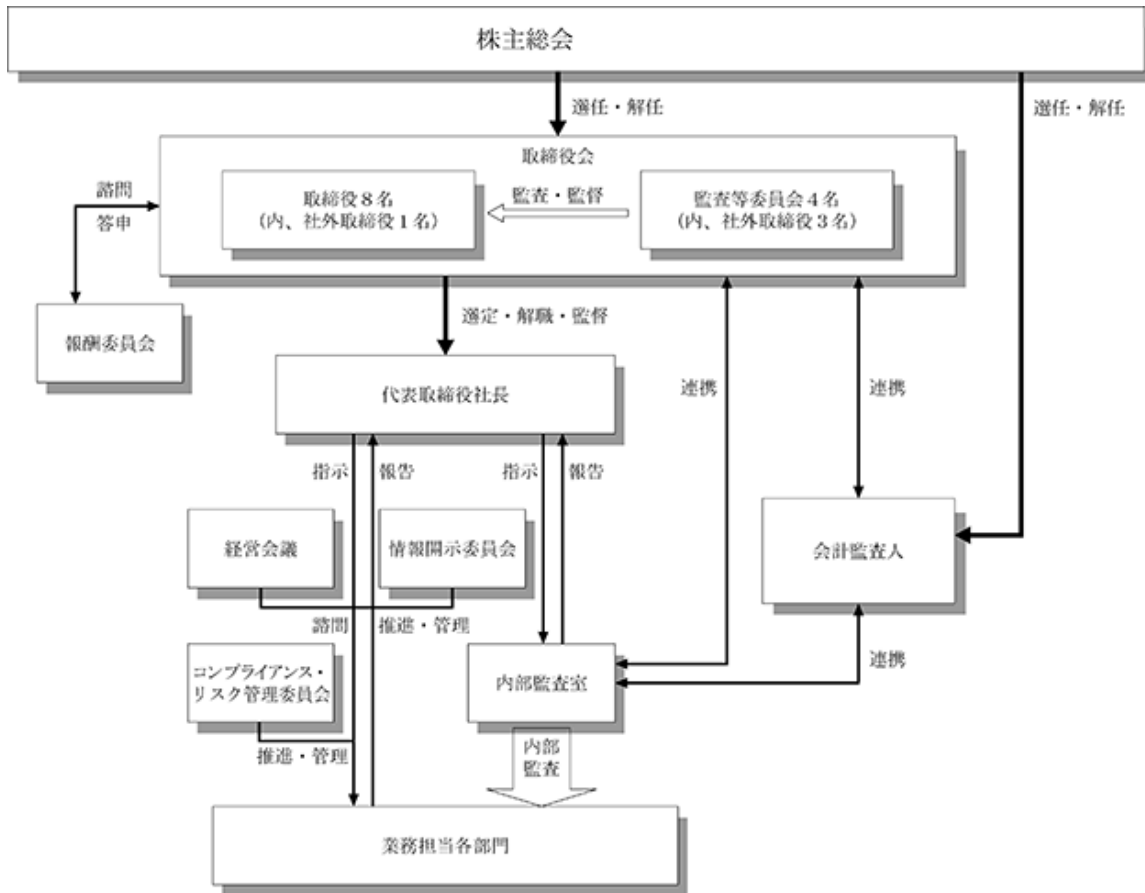 株主総会
選任・解任
選任・解任
取締役会
諮問
答申
取締役8名
(内、社外取締役1名)
監査・監督
監査等委員会4名
(内、社外取締役3名)
報酬委員会
選定・解職・監督
代表取締役社長
連携
連携
指示
報告
指示
報告
経営会議
情報開示委員会
会計監査人
諮問
推進・管理
コンプライアンス・
リスク管理委員会
内部監査室
連携
推進・管理
内部
監査
業務担当各部門